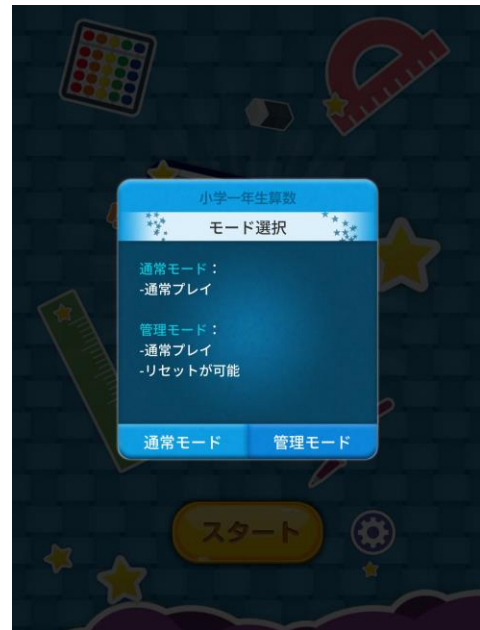 小学一年生算数
モード選択
通常モード：
-通常プレイ
管理モード：
-通常プレイ
-リセットが可能
通常モード 管理モード
スタート